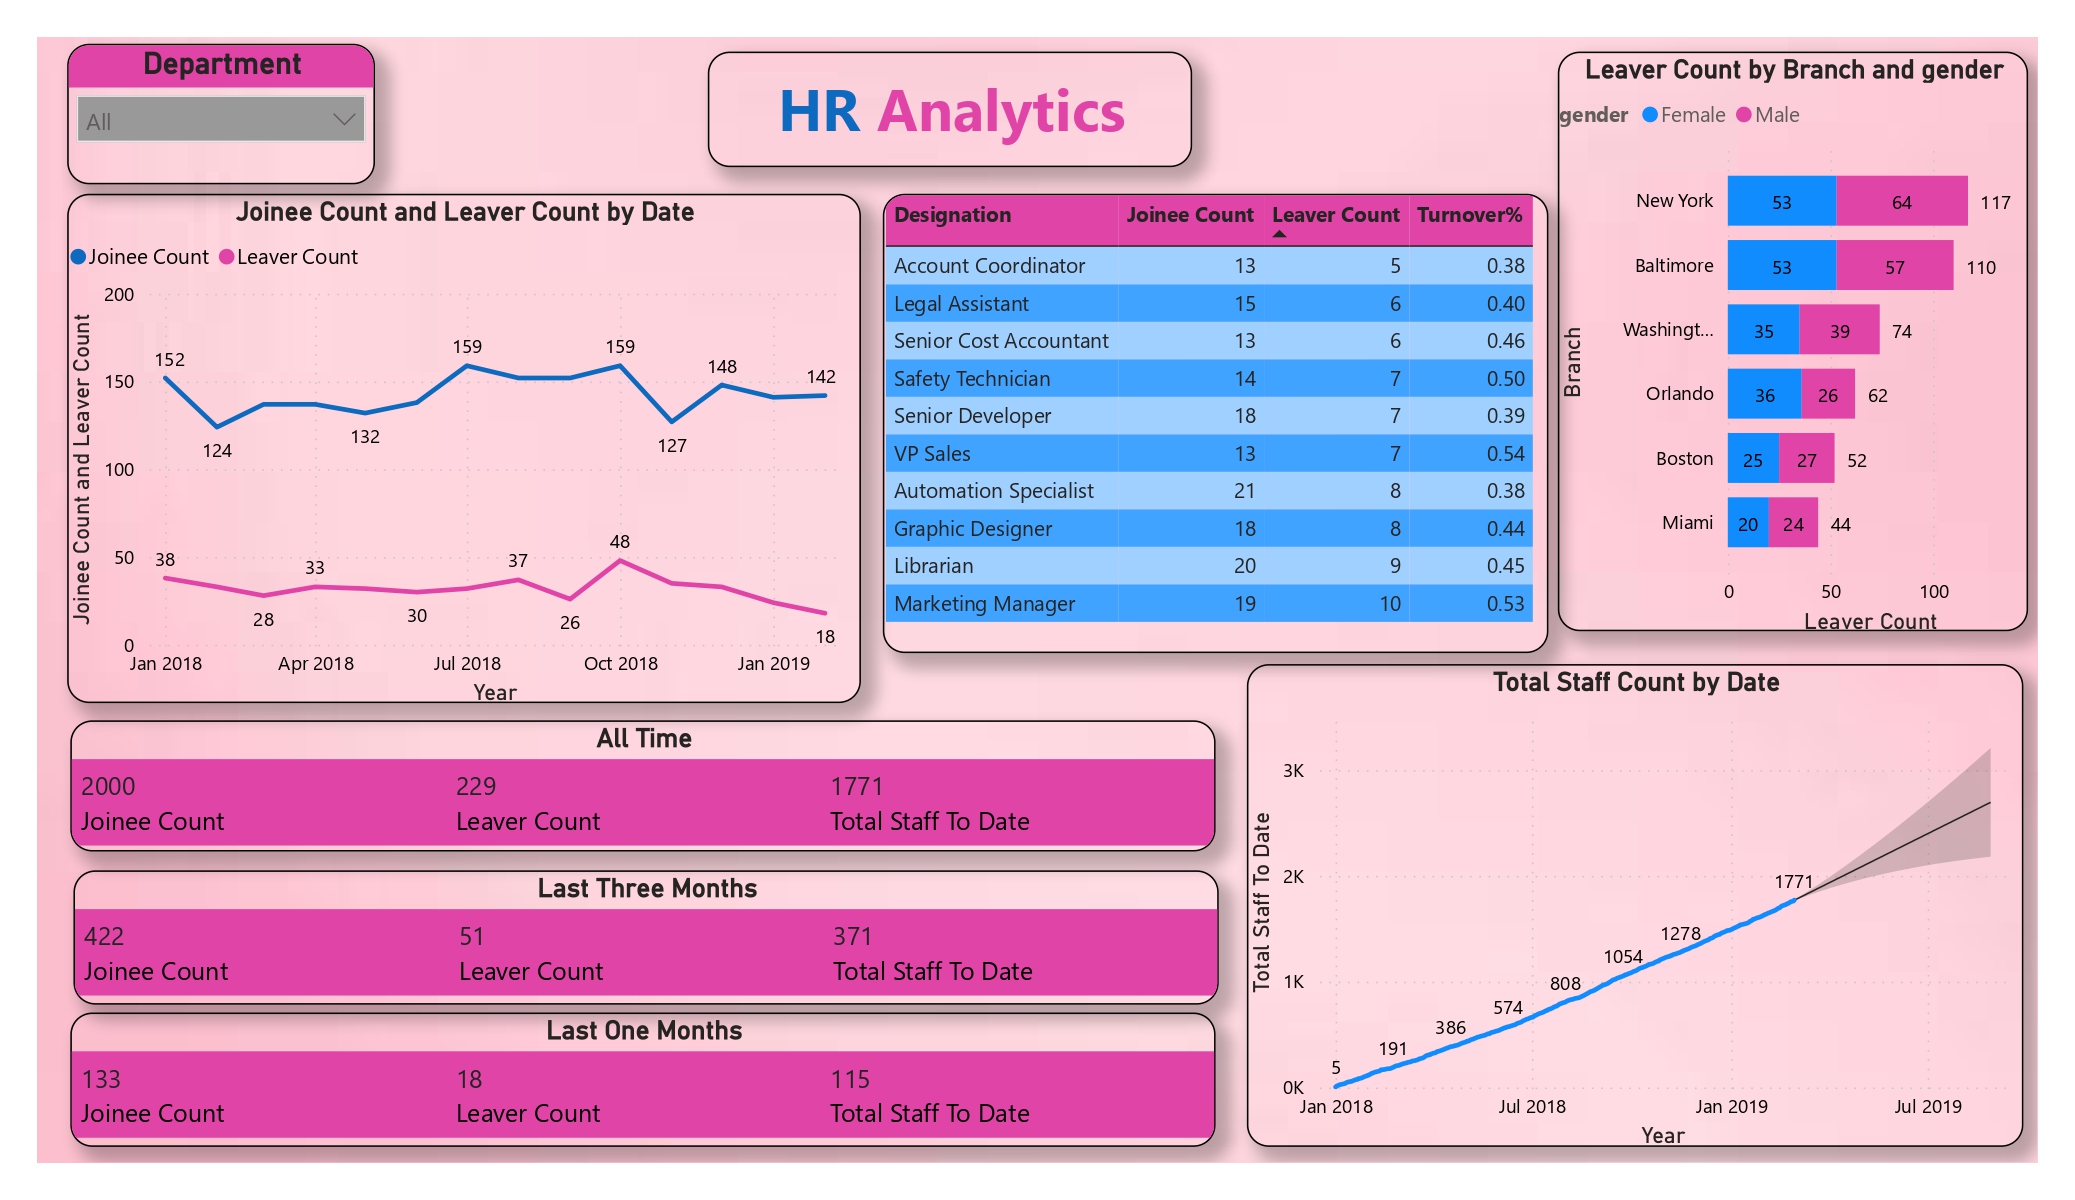 Department
All
HR Analytics
Leaver Count by Branch and gender
gender Female Male
Branch
New York 53 64 117
Baltimore 53 57 110
Washingt... 35 39 74
Orlando 36 26 62
Boston 25 27 52
Miami 20 24 44
0 50 100
Leaver Count
Joinee Count and Leaver Count by Date
Joinee Count Leaver Count
Joinee Count and Leaver Count
200
150
100
50
0
152 124 132 159 159 127 148 142
38 28 33 30 37 26 48 18
Jan 2018 Apr 2018 Jul 2018 Oct 2018 Jan 2019
Year
Designation Joinee Count Leaver Count Turnover%
Account Coordinator 13 5 0.38
Legal Assistant 15 6 0.40
Senior Cost Accountant 13 6 0.46
Safety Technician 14 7 0.50
Senior Developer 18 7 0.39
VP Sales 13 7 0.54
Automation Specialist 21 8 0.38
Graphic Designer 18 8 0.44
Librarian 20 9 0.45
Marketing Manager 19 10 0.53
All Time
2000 229 1771
Joinee Count Leaver Count Total Staff To Date
Last Three Months
422 51 371
Joinee Count Leaver Count Total Staff To Date
Last One Months
133 18 115
Joinee Count Leaver Count Total Staff To Date
Total Staff Count by Date
Total Staff To Date
3K
2K
1K
0K
5 191 386 574 808 1054 1278 1771
Jan 2018 Jul 2018 Jan 2019 Jul 2019
Year